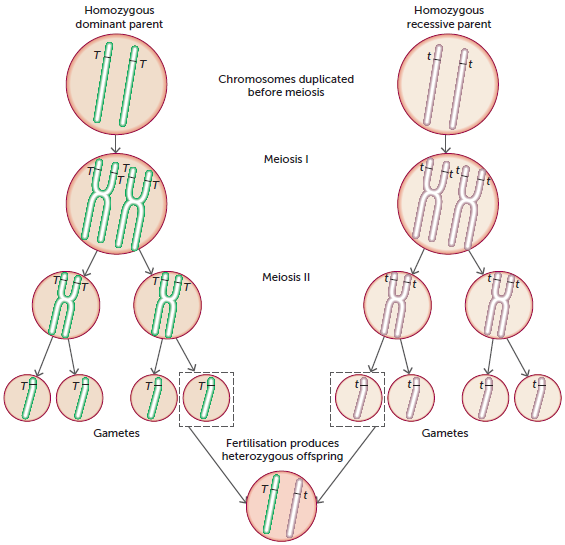 Homozygous
dominant parent
Homozygous
recessive parent
T
T
t
t
Chromosomes duplicated
before meiosis
Meiosis I
T
T
T
T
t
t
t
t
Meiosis II
T
T
T
T
t
t
t
t
T
T
T
T
t
t
t
t
Gametes
Gametes
Fertilisation produces
heterozygous offspring
T
t